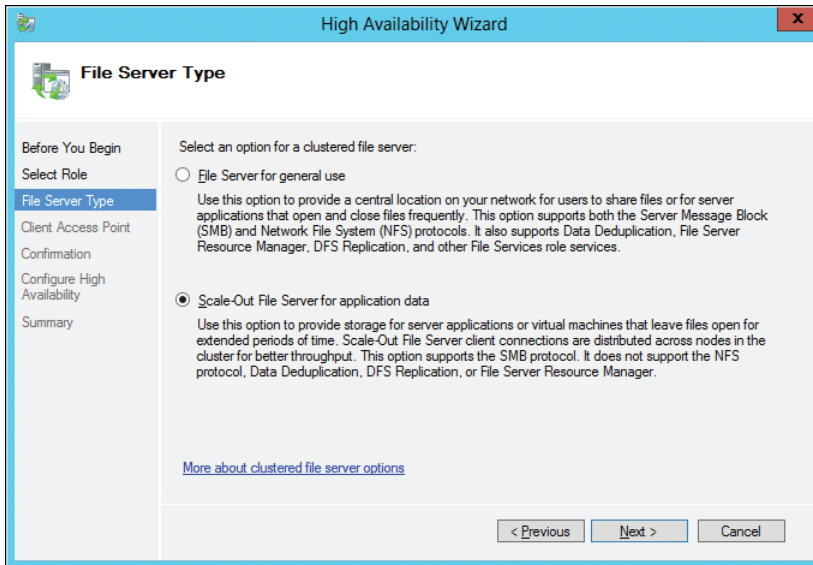 High Availability Wizard
X
File Server Type
Before You Begin
Select Role
File Server Type
Client Access Point
Confirmation
Configure High
Availability
Summary
Select an option for a clustered file server:
File Server for general use
Use this option to provide a central location on your network for users to share files or for server
applications that open and close files frequently. This option supports both the Server Message Block
(SMB) and Network File System (NFS) protocols. It also supports Data Deduplication, File Server
Resource Manager, DFS Replication, and other File Services role services.
Scale-Out File Server for application data
Use this option to provide storage for server applications or virtual machines that leave files open for
extended periods of time. Scale-Out File Server client connections are distributed across nodes in the
cluster for better throughput. This option supports the SMB protocol. It does not support the NFS
protocol, Data Deduplication, DFS Replication, or File Server Resource Manager.
More about clustered file server options
< Previous
Next >
Cancel